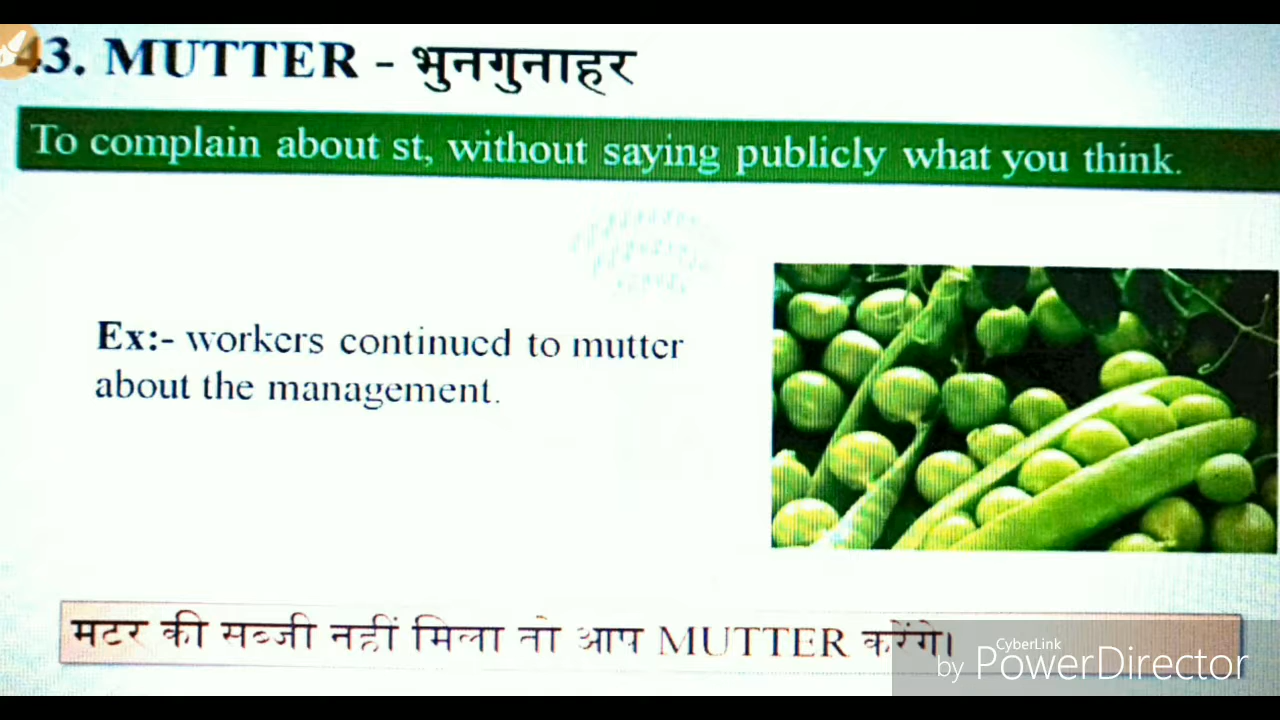 43. MUTTER - भुनगुनाहर
To complain about st, without saying publicly what you think.
Ex:- workers continued to mutter
about the management.
मटर की सब्जी नहीं मिला तो आप MUTTER करेंगे।
CyberLink
by PowerDirector